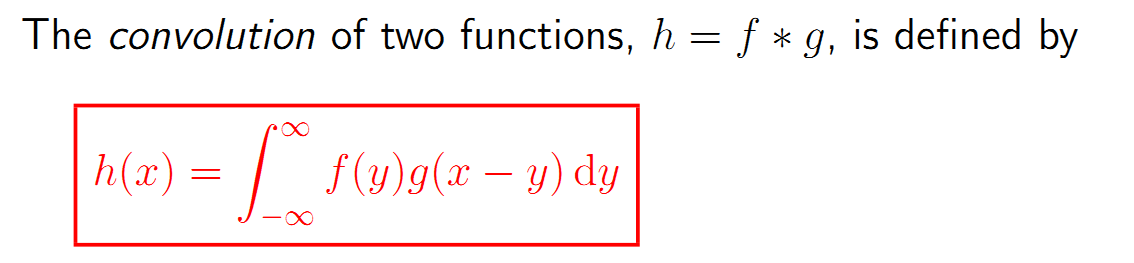 The convolution of two functions, h = f ∗ g, is defined by
h(x) = ∫_{−∞}^{∞} f(y)g(x − y) dy